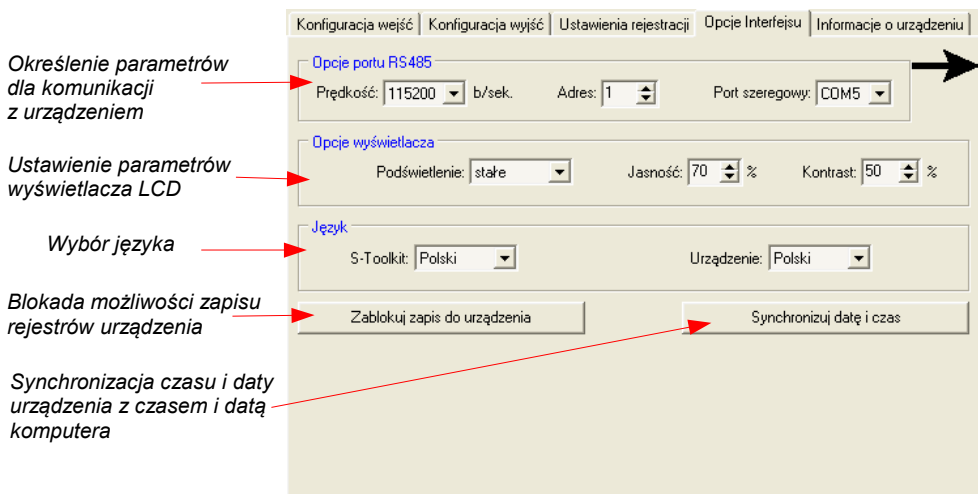 Konfiguracja wejść Konfiguracja wyjść Ustawienia rejestracji Opcje Interfejsu Informacje o urządzeniu
Określenie parametrów
dla komunikacji
z urządzeniem
Opcje portu RS485
Prędkość: 115200 b/sek. Adres: 1 Port szeregowy: COM5
Ustawienie parametrów
wyświetlacza LCD
Opcje wyświetlacza
Podświetlenie: stałe Jasność: 70 % Kontrast: 50 %
Wybór języka
Język
S-Toolkit: Polski Urządzenie: Polski
Blokada możliwości zapisu
rejestrów urządzenia
Zablokuj zapis do urządzenia Synchronizuj datę i czas
Synchronizacja czasu i daty
urządzenia z czasem i datą
komputera